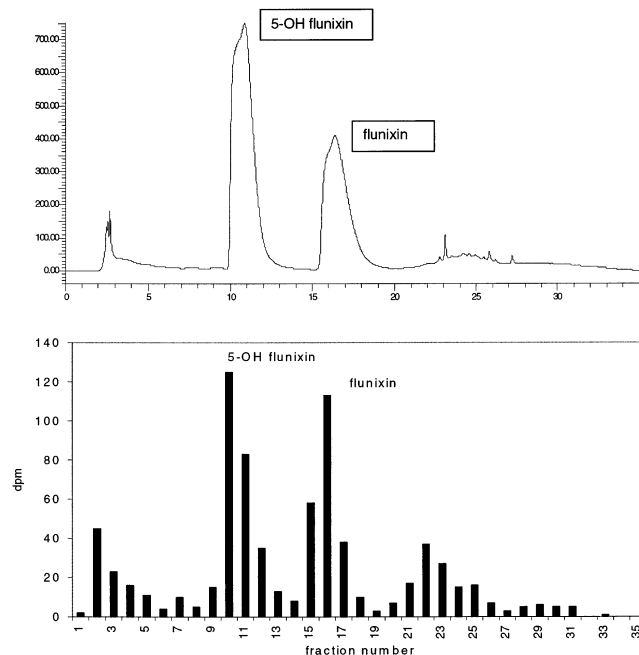 5-OH flunixin
flunixin
700.00
600.00
500.00
400.00
300.00
200.00
100.00
0.00
0 5 10 15 20 25 30
140
120
100
80
60
40
20
0
dpm
5-OH flunixin
flunixin
1 3 5 7 9 11 13 15 17 19 21 23 25 27 29 31 33 35
fraction number